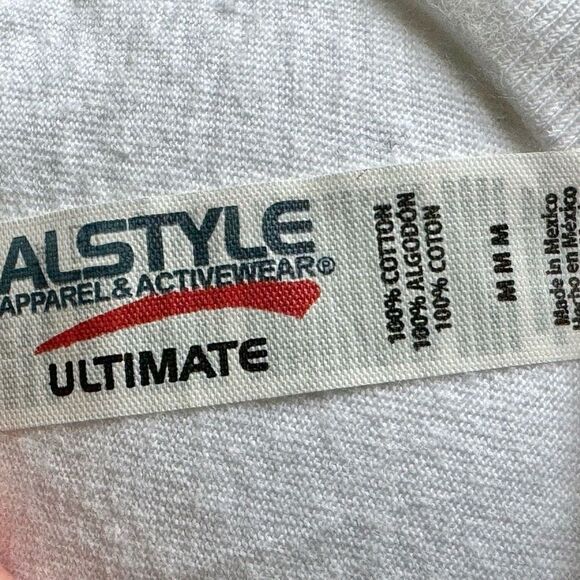 ALSTYLE
APPAREL & ACTIVEWEAR®
ULTIMATE
100% COTTON
100% ALGODÓN
100% COTON
M M M
Made in Mexico
Hecho en México